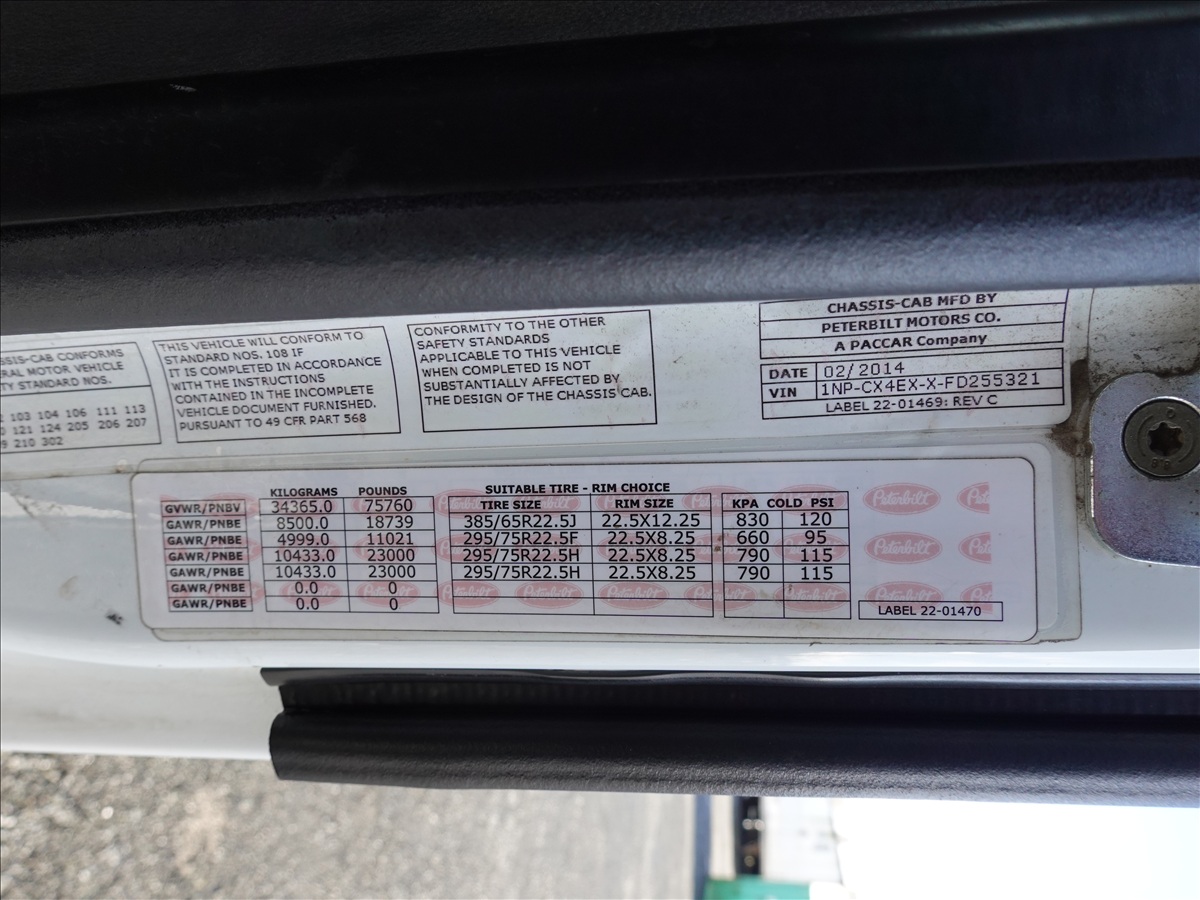 SSIS-CAB CONFORMS
RAL MOTOR VEHICLE
TY STANDARD NOS.
103 104 106 111 113
121 124 205 206 207
9 210 302
THIS VEHICLE WILL CONFORM TO
STANDARD NOS. 108 IF
IT IS COMPLETED IN ACCORDANCE
WITH THE INSTRUCTIONS
CONTAINED IN THE INCOMPLETE
VEHICLE DOCUMENT FURNISHED.
PURSUANT TO 49 CFR PART 568
CONFORMITY TO THE OTHER
SAFETY STANDARDS
APPLICABLE TO THIS VEHICLE
WHEN COMPLETED IS NOT
SUBSTANTIALLY AFFECTED BY
THE DESIGN OF THE CHASSIS CAB.
CHASSIS-CAB MFD BY
PETERBILT MOTORS CO.
A PACCAR Company
DATE 02/2014
VIN 1NP-CX4EX-X-FD255321
LABEL 22-01469: REV C
KILOGRAMS POUNDS SUITABLE TIRE - RIM CHOICE
TIRE SIZE RIM SIZE KPA COLD PSI
GVWR/PNBV 34365.0 75760
GAWR/PNBE 8500.0 18739 385/65R22.5J 22.5X12.25 830 120
GAWR/PNBE 4999.0 11021 295/75R22.5F 22.5X8.25 660 95
GAWR/PNBE 10433.0 23000 295/75R22.5H 22.5X8.25 790 115
GAWR/PNBE 10433.0 23000 295/75R22.5H 22.5X8.25 790 115
GAWR/PNBE 0.0 0
GAWR/PNBE 0.0 0
LABEL 22-01470
Peterbilt
Peterbilt